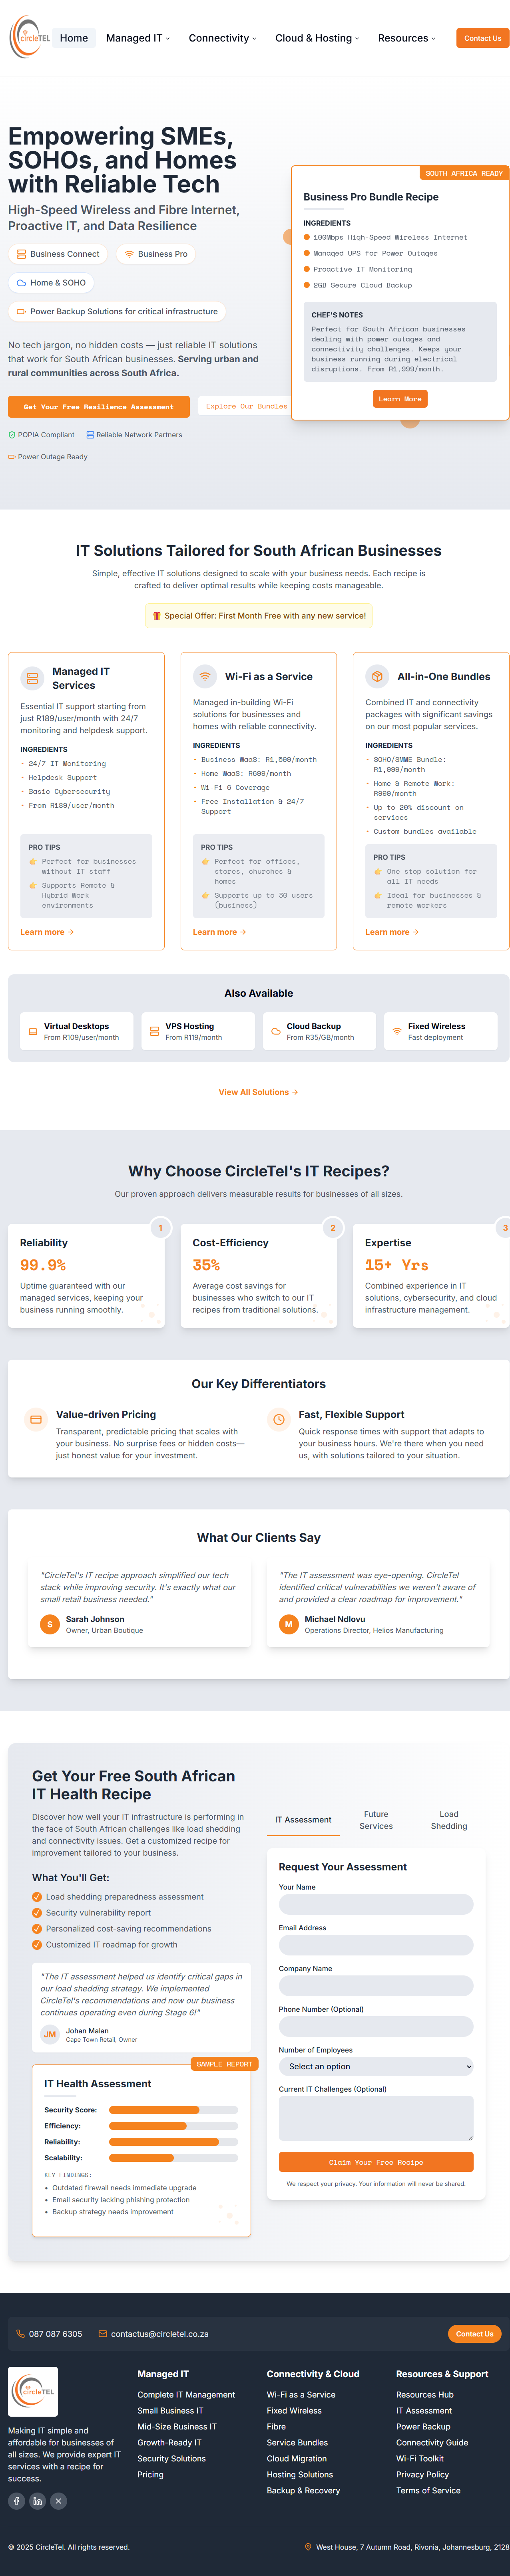 circleTEL
Home
Managed IT
Connectivity
Cloud & Hosting
Resources
Contact Us
Empowering SMEs,
SOHOs, and Homes
with Reliable Tech
High-Speed Wireless and Fibre Internet,
Proactive IT, and Data Resilience
Business Connect
Business Pro
Home & SOHO
Power Backup Solutions for critical infrastructure
No tech jargon, no hidden costs — just reliable IT solutions
that work for South African businesses. Serving urban and
rural communities across South Africa.
Get Your Free Resilience Assessment
Explore Our Bundles
POPIA Compliant
Reliable Network Partners
Power Outage Ready
SOUTH AFRICA READY
Business Pro Bundle Recipe
INGREDIENTS
100Mbps High-Speed Wireless Internet
Managed UPS for Power Outages
Proactive IT Monitoring
2GB Secure Cloud Backup
CHEF'S NOTES
Perfect for South African businesses
dealing with power outages and
connectivity challenges. Keeps your
business running during electrical
disruptions. From R1,999/month.
Learn More
IT Solutions Tailored for South African Businesses
Simple, effective IT solutions designed to scale with your business needs. Each recipe is
crafted to deliver optimal results while keeping costs manageable.
🎁 Special Offer: First Month Free with any new service!
Managed IT
Services
Essential IT support starting from
just R189/user/month with 24/7
monitoring and helpdesk support.
INGREDIENTS
• 24/7 IT Monitoring
• Helpdesk Support
• Basic Cybersecurity
• From R189/user/month
PRO TIPS
👉 Perfect for businesses
without IT staff
👉 Supports Remote &
Hybrid Work
environments
Learn more →
Wi-Fi as a Service
Managed in-building Wi-Fi
solutions for businesses and
homes with reliable connectivity.
INGREDIENTS
• Business WaaS: R1,599/month
• Home WaaS: R699/month
• Wi-Fi 6 Coverage
• Free Installation & 24/7
Support
PRO TIPS
👉 Perfect for offices,
stores, churches &
homes
👉 Supports up to 30 users
(business)
Learn more →
All-in-One Bundles
Combined IT and connectivity
packages with significant savings
on our most popular services.
INGREDIENTS
• SOHO/SMME Bundle:
R1,999/month
• Home & Remote Work:
R999/month
• Up to 20% discount on
services
• Custom bundles available
PRO TIPS
👉 One-stop solution for
all IT needs
👉 Ideal for businesses &
remote workers
Learn more →
Also Available
Virtual Desktops
From R109/user/month
VPS Hosting
From R119/month
Cloud Backup
From R35/GB/month
Fixed Wireless
Fast deployment
View All Solutions →
Why Choose CircleTel's IT Recipes?
Our proven approach delivers measurable results for businesses of all sizes.
1
Reliability
99.9%
Uptime guaranteed with our
managed services, keeping your
business running smoothly.
2
Cost-Efficiency
35%
Average cost savings for
businesses who switch to our IT
recipes from traditional solutions.
3
Expertise
15+ Yrs
Combined experience in IT
solutions, cybersecurity, and cloud
infrastructure management.
Our Key Differentiators
Value-driven Pricing
Transparent, predictable pricing that scales with
your business. No surprise fees or hidden costs—
just honest value for your investment.
Fast, Flexible Support
Quick response times with support that adapts to
your business hours. We're there when you need
us, with solutions tailored to your situation.
What Our Clients Say
"CircleTel's IT recipe approach simplified our tech
stack while improving security. It's exactly what our
small retail business needed."
S
Sarah Johnson
Owner, Urban Boutique
"The IT assessment was eye-opening. CircleTel
identified critical vulnerabilities we weren't aware of
and provided a clear roadmap for improvement."
M
Michael Ndlovu
Operations Director, Helios Manufacturing
Get Your Free South African
IT Health Recipe
Discover how well your IT infrastructure is performing in
the face of South African challenges like load shedding
and connectivity issues. Get a customized recipe for
improvement tailored to your business.
What You'll Get:
Load shedding preparedness assessment
Security vulnerability report
Personalized cost-saving recommendations
Customized IT roadmap for growth
"The IT assessment helped us identify critical gaps in
our load shedding strategy. We implemented
CircleTel's recommendations and now our business
continues operating even during Stage 6!"
JM
Johan Malan
Cape Town Retail, Owner
SAMPLE REPORT
IT Health Assessment
Security Score:
Efficiency:
Reliability:
Scalability:
KEY FINDINGS:
• Outdated firewall needs immediate upgrade
• Email security lacking phishing protection
• Backup strategy needs improvement
IT Assessment
Future
Services
Load
Shedding
Request Your Assessment
Your Name
Email Address
Company Name
Phone Number (Optional)
Number of Employees
Select an option
Current IT Challenges (Optional)
Claim Your Free Recipe
We respect your privacy. Your information will never be shared.
087 087 6305
contactus@circletel.co.za
Contact Us
circleTEL
Making IT simple and
affordable for businesses of
all sizes. We provide expert IT
services with a recipe for
success.
Managed IT
Complete IT Management
Small Business IT
Mid-Size Business IT
Growth-Ready IT
Security Solutions
Pricing
Connectivity & Cloud
Wi-Fi as a Service
Fixed Wireless
Fibre
Service Bundles
Cloud Migration
Hosting Solutions
Backup & Recovery
Resources & Support
Resources Hub
IT Assessment
Power Backup
Connectivity Guide
Wi-Fi Toolkit
Privacy Policy
Terms of Service
© 2025 CircleTel. All rights reserved.
West House, 7 Autumn Road, Rivonia, Johannesburg, 2128